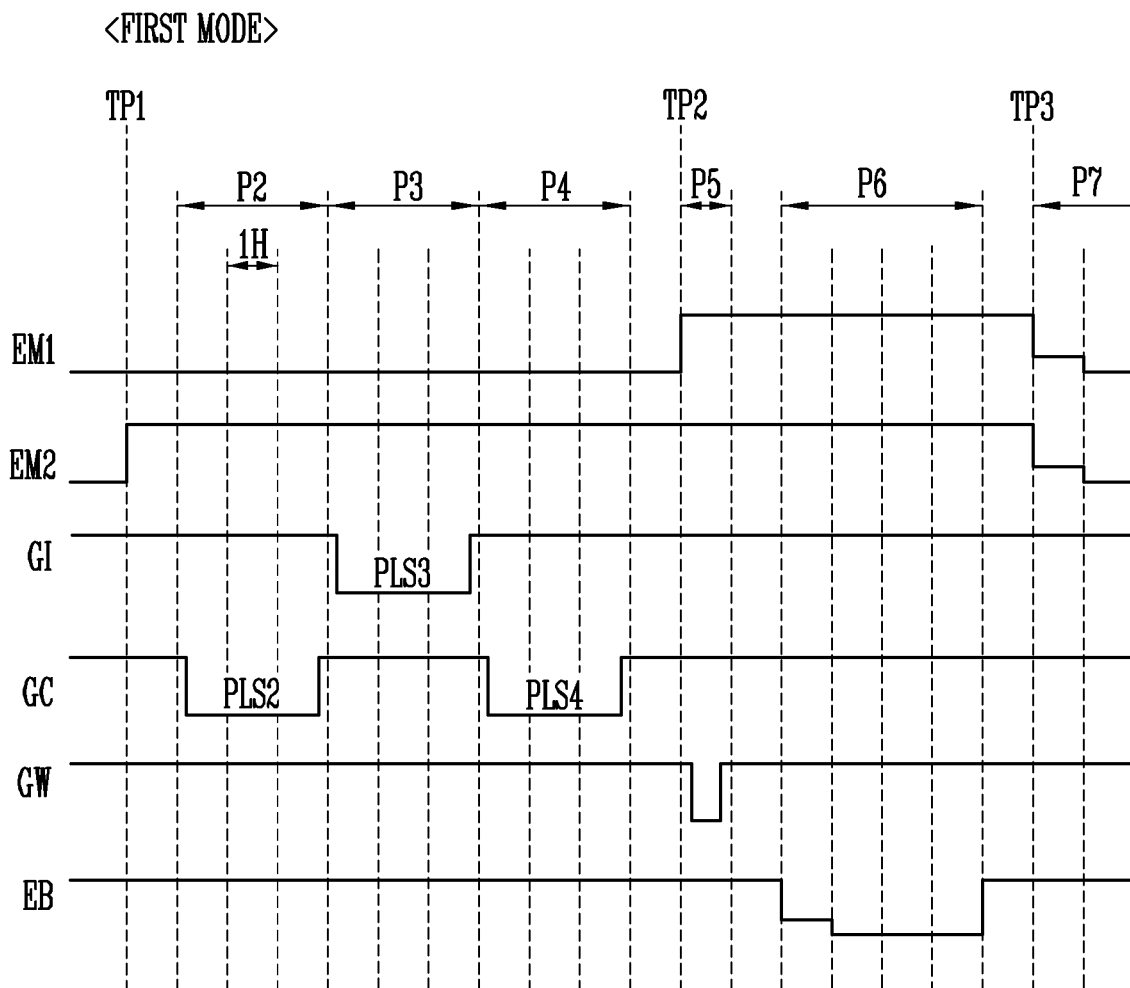 <FIRST MODE>
TP1 TP2 TP3
P2 P3 P4 P5 P6 P7
1H
EM1
EM2
GI
PLS3
GC
PLS2 PLS4
GW
EB